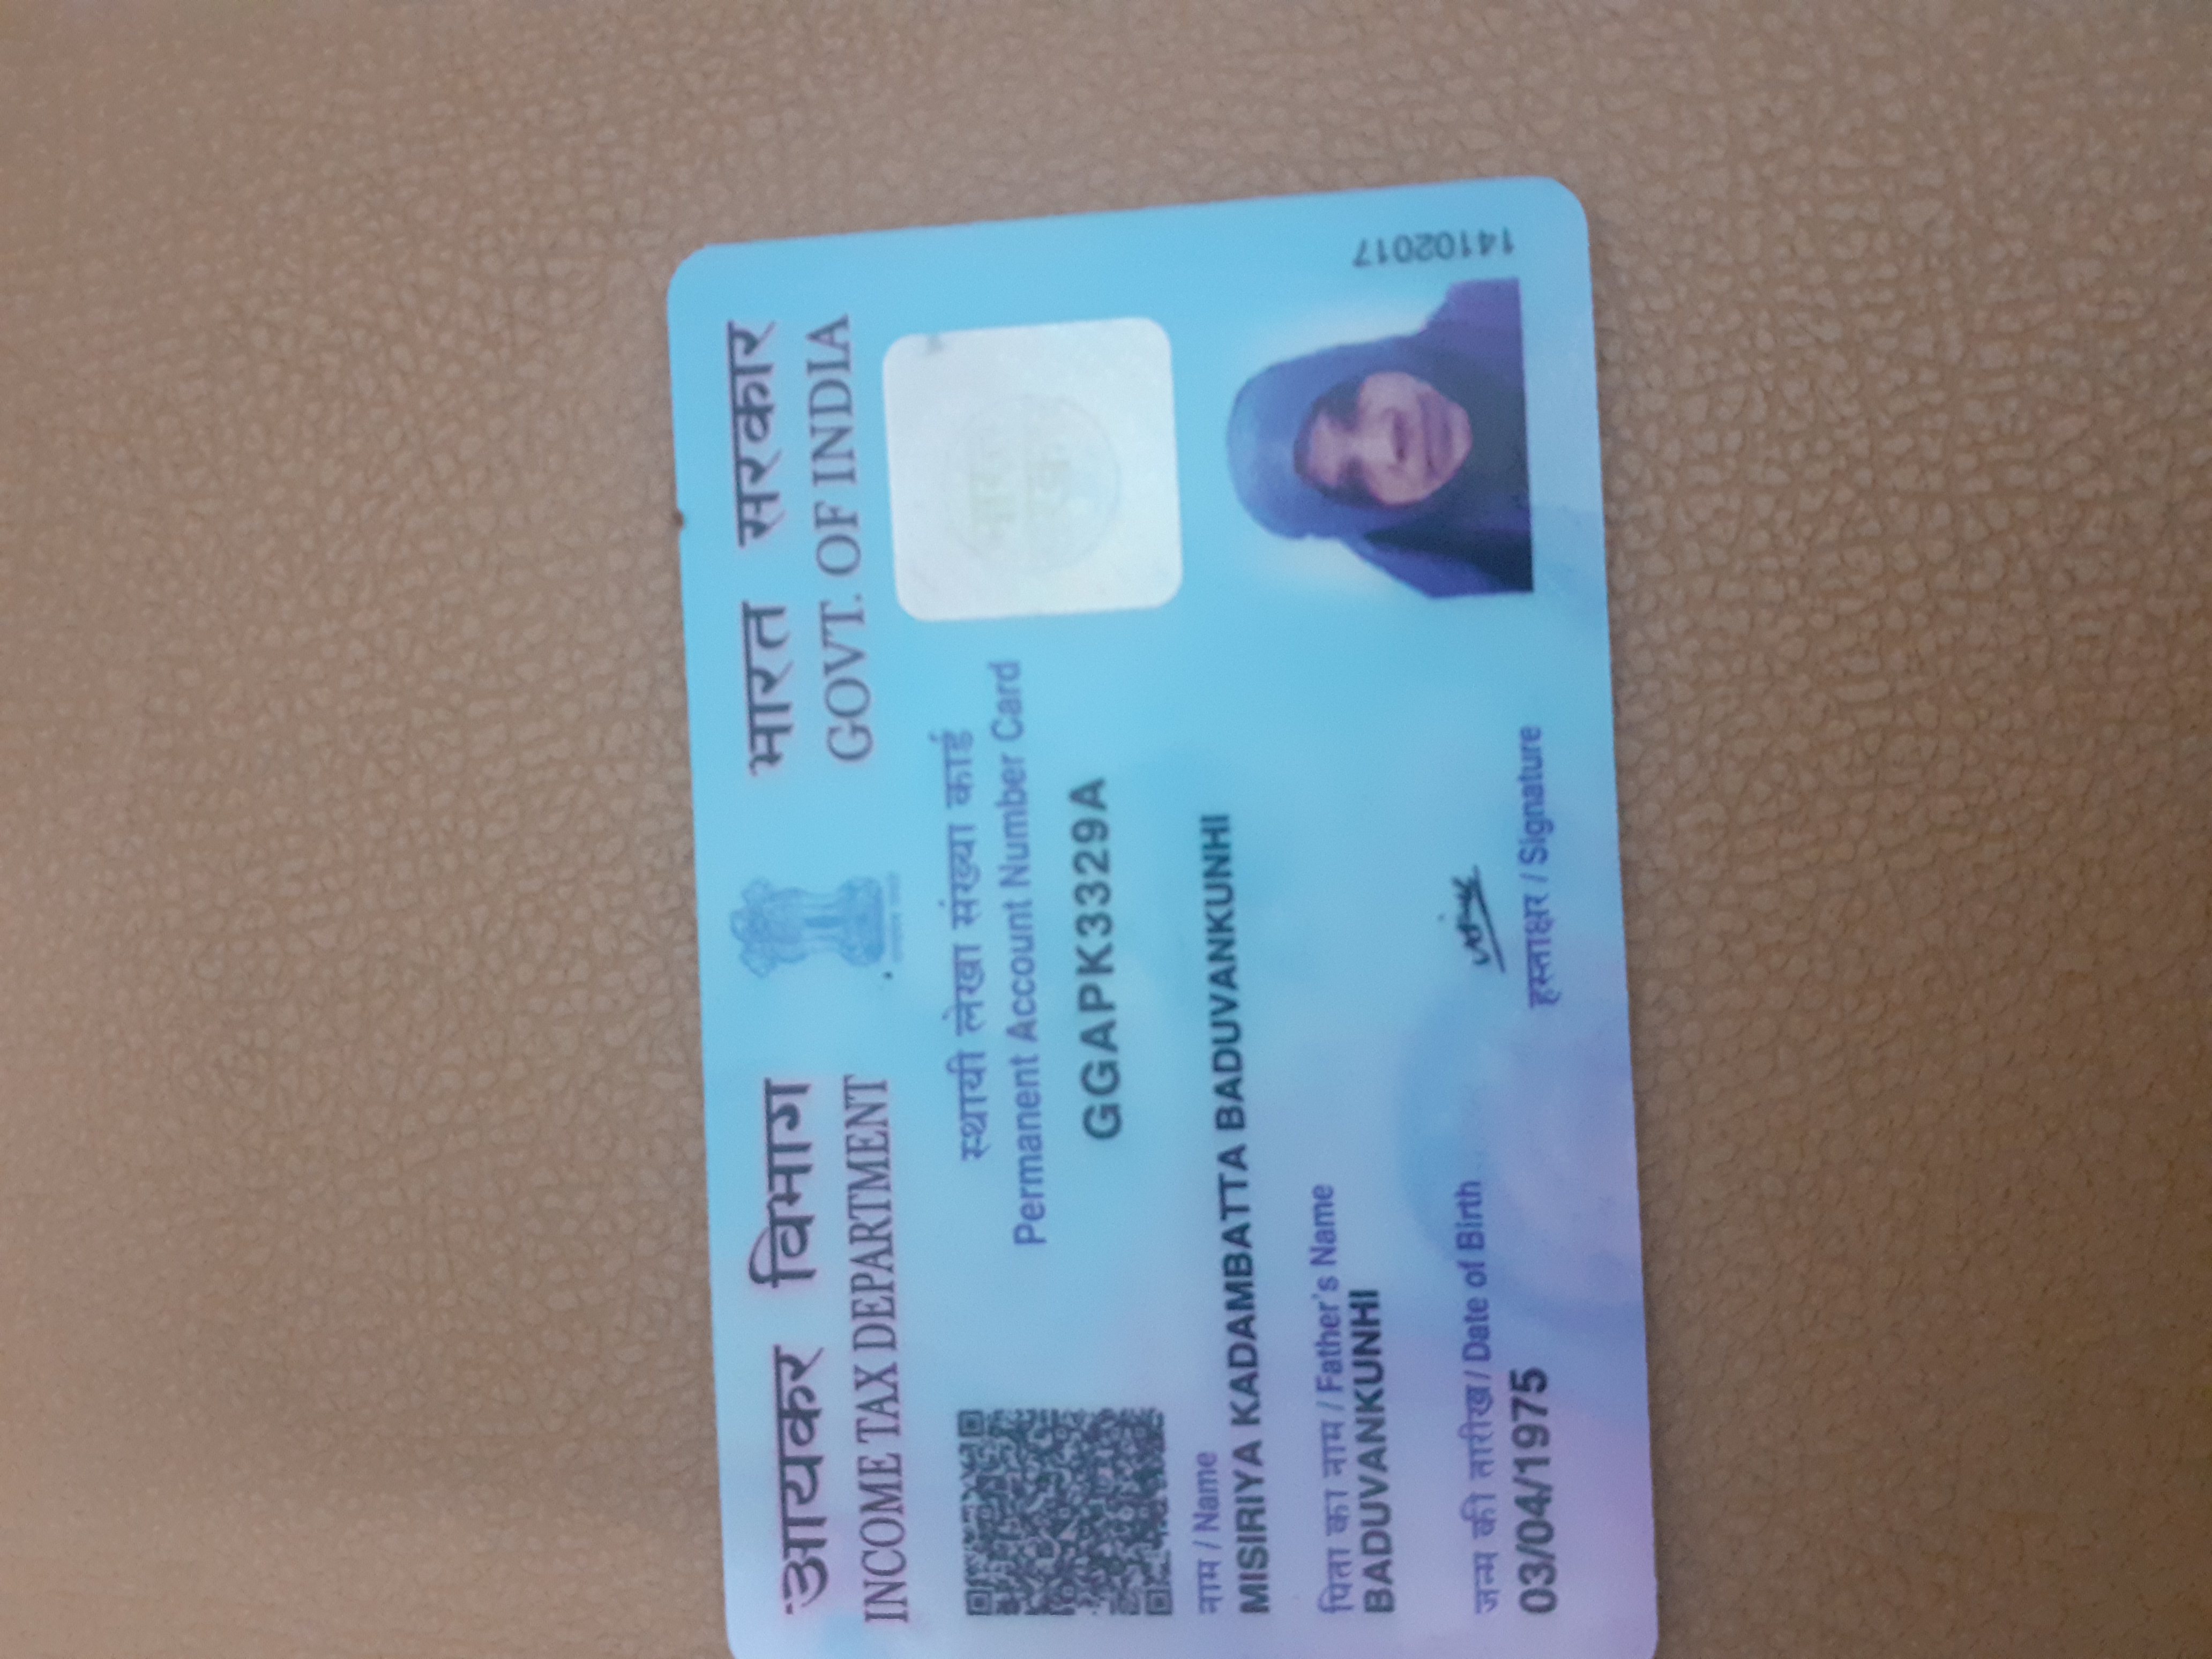 आयकर विभाग
INCOME TAX DEPARTMENT
भारत सरकार
GOVT. OF INDIA
स्थायी लेखा संख्या कार्ड
Permanent Account Number Card
GGAPK3329A
नाम / Name
MISIRIYA KADAMBATTA BADUVANKUNHI
पिता का नाम / Father's Name
BADUVANKUNHI
जन्म की तारीख / Date of Birth
03/04/1975
हस्ताक्षर / Signature
14102017